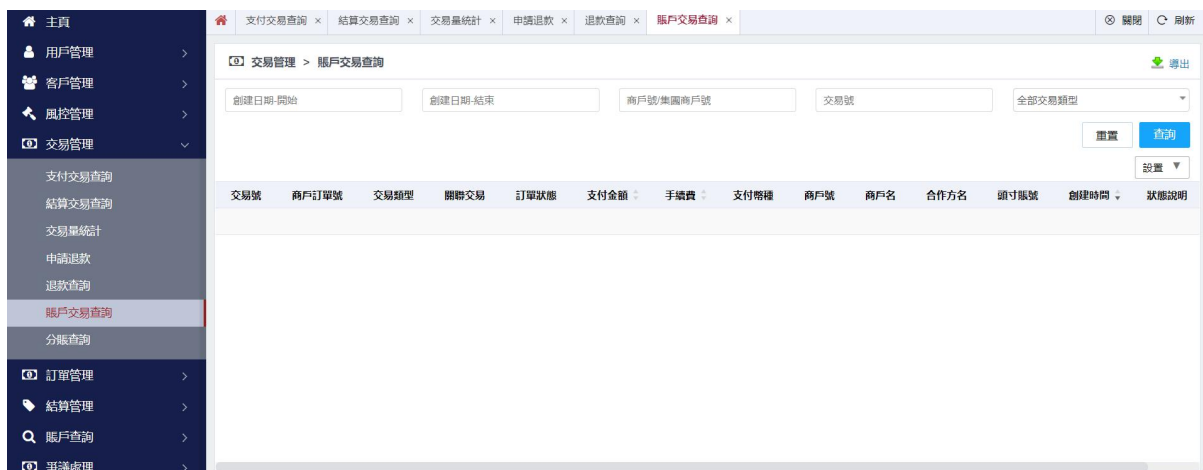 主頁
用戶管理
客戶管理
風控管理
交易管理
支付交易查詢
結算交易查詢
交易量統計
申請退款
退款查詢
賬戶交易查詢
分賬查詢
訂單管理
結算管理
賬戶查詢
爭議處理
支付交易查詢 × 結算交易查詢 × 交易量統計 × 申請退款 × 退款查詢 × 賬戶交易查詢 × 關閉 刷新
交易管理 > 賬戶交易查詢 導出
創建日期-開始 創建日期-結束 商戶號/集團商戶號 交易號 全部交易類型
重置 查詢
設置
交易號 商戶訂單號 交易類型 關聯交易 訂單狀態 支付金額 手續費 支付幣種 商戶號 商戶名 合作方名 頭寸賬號 創建時間 狀態說明